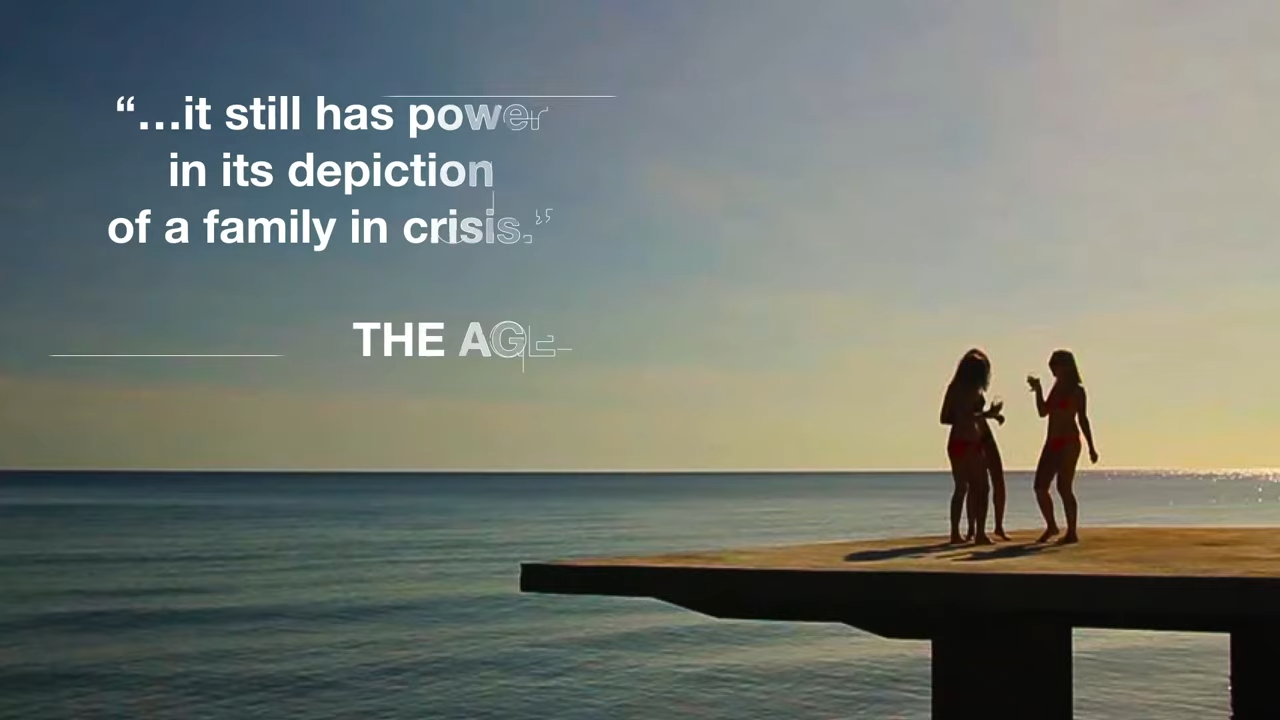 “…it still has power
in its depiction
of a family in crisis.”
THE AGE